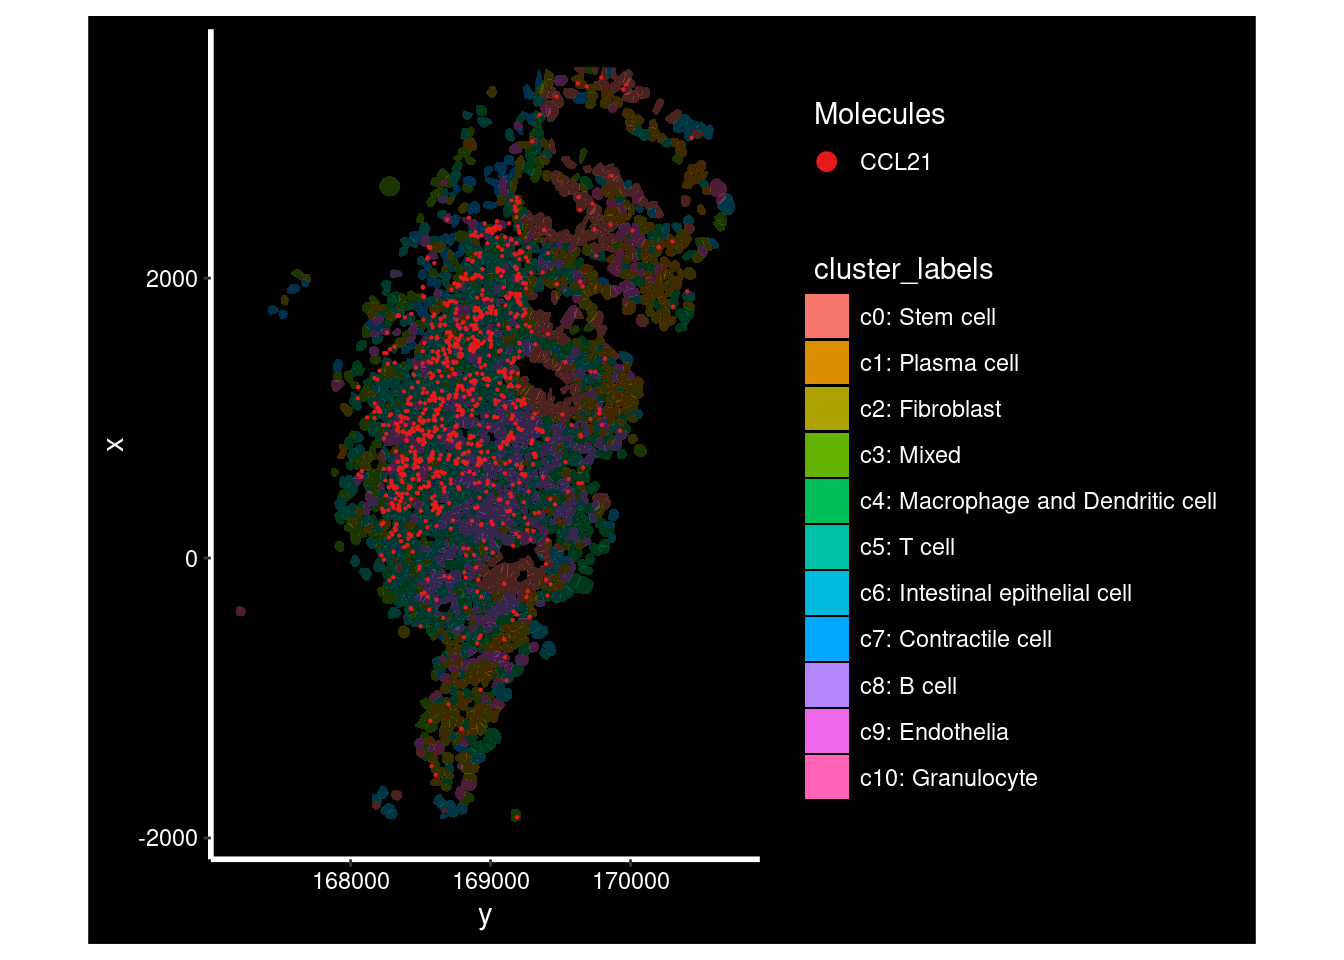 Molecules
CCL21
cluster_labels
c0: Stem cell
c1: Plasma cell
c2: Fibroblast
c3: Mixed
c4: Macrophage and Dendritic cell
c5: T cell
c6: Intestinal epithelial cell
c7: Contractile cell
c8: B cell
c9: Endothelia
c10: Granulocyte
x
2000
0
-2000
168000 169000 170000
y